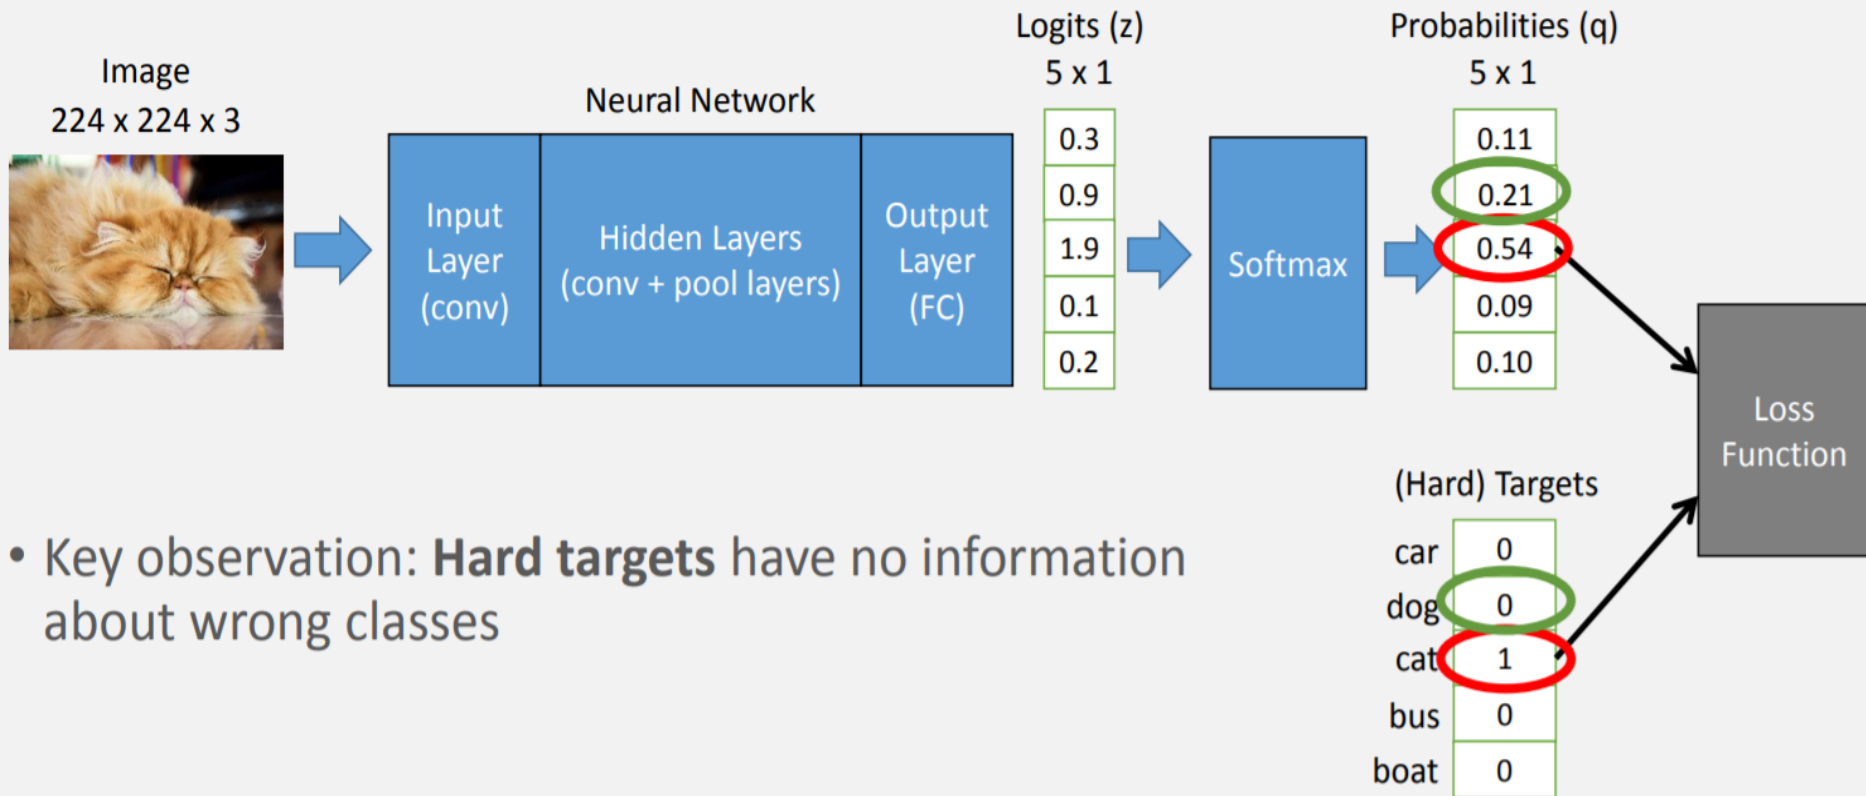 Image
224 x 224 x 3
Neural Network
Input
Layer
(conv)
Hidden Layers
(conv + pool layers)
Output
Layer
(FC)
Logits (z)
5 x 1
0.3
0.9
1.9
0.1
0.2
Softmax
Probabilities (q)
5 x 1
0.11
0.21
0.54
0.09
0.10
Loss
Function
(Hard) Targets
car 0
dog 0
cat 1
bus 0
boat 0
• Key observation: Hard targets have no information
about wrong classes